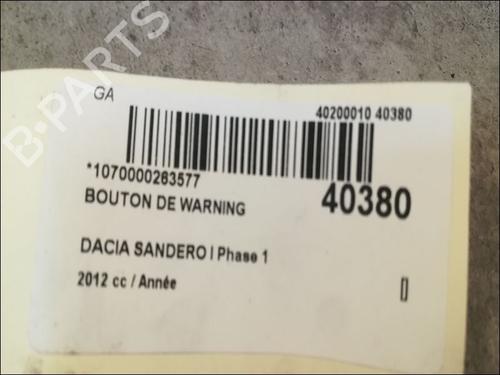 B-PARTS
GA
40200010 40380
*1070000263577
40380
BOUTON DE WARNING
DACIA SANDERO I Phase 1
2012 cc / Année